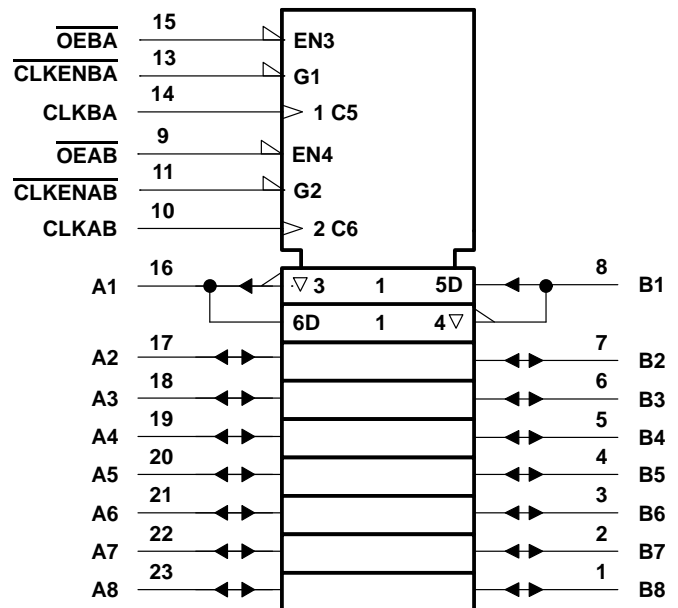 OEBA 15 EN3
CLKENBA 13 G1
CLKBA 14 1 C5
OEAB 9 EN4
CLKENAB 11 G2
CLKAB 10 2 C6
A1 16 ▽ 3 1 5D 8 B1
6D 1 4 ▽
A2 17 7 B2
A3 18 6 B3
A4 19 5 B4
A5 20 4 B5
A6 21 3 B6
A7 22 2 B7
A8 23 1 B8